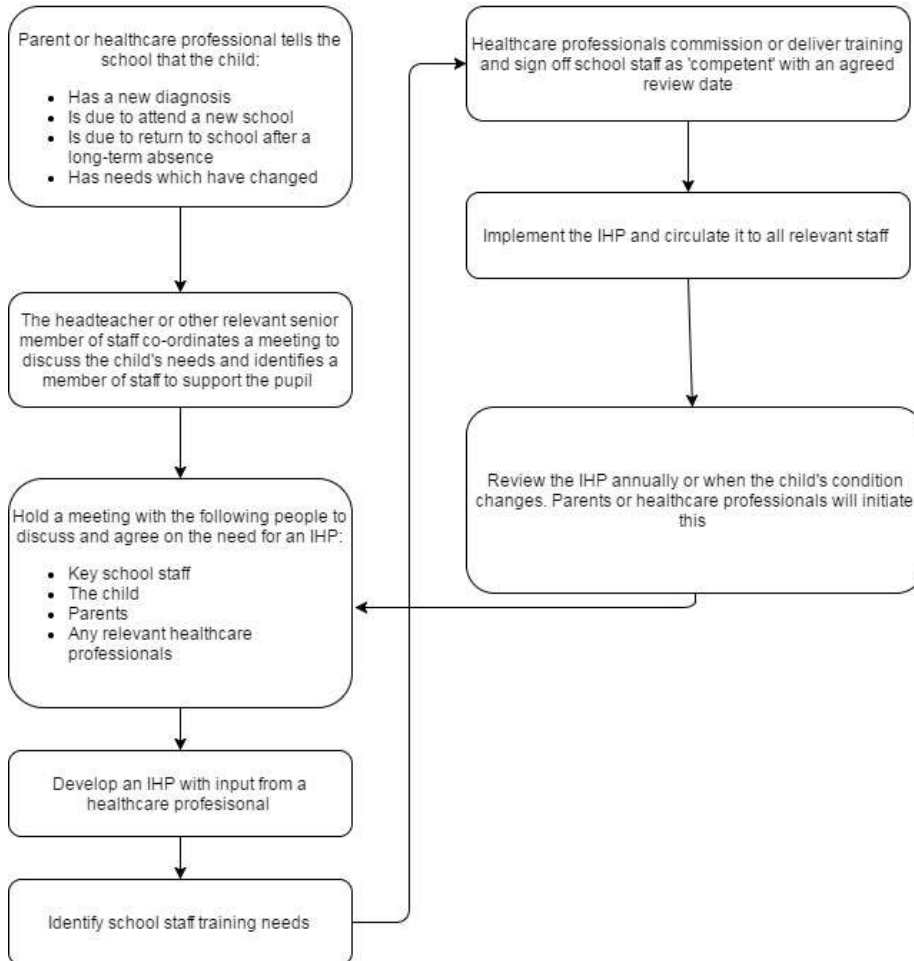 Parent or healthcare professional tells the
school that the child:
• Has a new diagnosis
• Is due to attend a new school
• Is due to return to school after a
long-term absence
• Has needs which have changed
The headteacher or other relevant senior
member of staff co-ordinates a meeting to
discuss the child's needs and identifies a
member of staff to support the pupil
Hold a meeting with the following people to
discuss and agree on the need for an IHP:
• Key school staff
• The child
• Parents
• Any relevant healthcare
professionals
Develop an IHP with input from a
healthcare profesisonal
Identify school staff training needs
Healthcare professionals commission or deliver training
and sign off school staff as 'competent' with an agreed
review date
Implement the IHP and circulate it to all relevant staff
Review the IHP annually or when the child's condition
changes. Parents or healthcare professionals will initiate
this